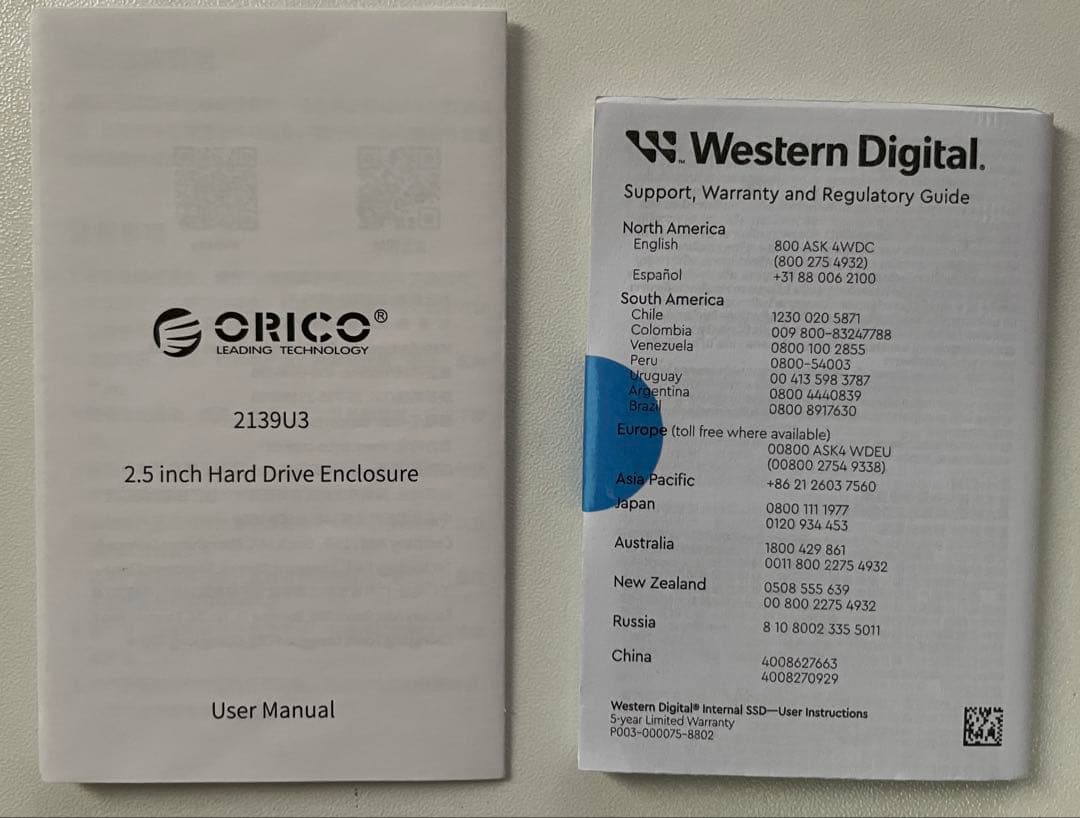 ORICO®
LEADING TECHNOLOGY
2139U3
2.5 inch Hard Drive Enclosure
User Manual
Western Digital.
Support, Warranty and Regulatory Guide
North America
English 800 ASK 4WDC
(800 275 4932)
Español +31 88 006 2100
South America
Chile 1230 020 5871
Colombia 009 800-83247788
Venezuela 0800 100 2855
Peru 0800-54003
Uruguay 00 413 598 3787
Argentina 0800 4440839
Brazil 0800 8917630
Europe (toll free where available)
00800 ASK4 WDEU
(00800 2754 9338)
Asia Pacific +86 21 2603 7560
Japan 0800 111 1977
0120 934 453
Australia 1800 429 861
0011 800 2275 4932
New Zealand 0508 555 639
00 800 2275 4932
Russia 8 10 8002 335 5011
China 4008627663
4008270929
Western Digital® Internal SSD—User Instructions
5-year Limited Warranty
P003-000075-8802